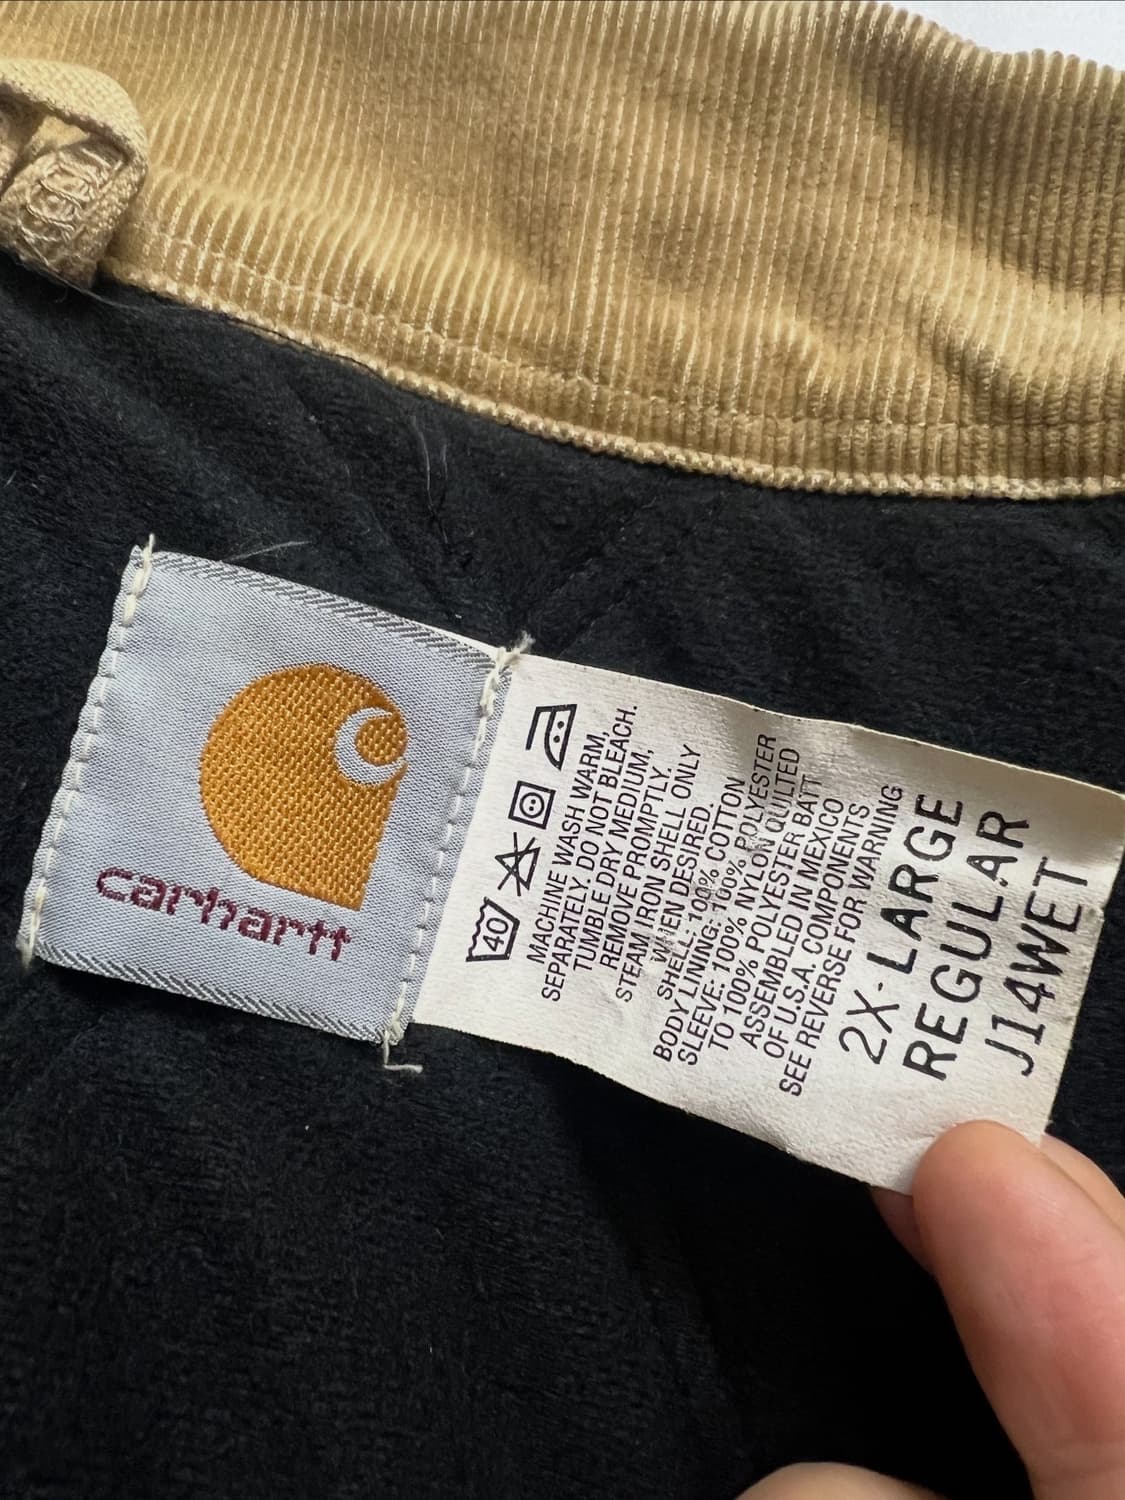 carhartt
40
MACHINE WASH WARM,
SEPARATELY. DO NOT BLEACH.
TUMBLE DRY MEDIUM,
REMOVE PROMPTLY.
STEAM IRON SHELL ONLY
WHEN DESIRED.
SHELL: 100% COTTON
BODY LINING: 100% POLYESTER
SLEEVE: 100% NYLON QUILTED
TO 100% POLYESTER BATT
ASSEMBLED IN MEXICO
OF U.S.A. COMPONENTS
SEE REVERSE FOR WARNING
2X-LARGE
REGULAR
J14WET